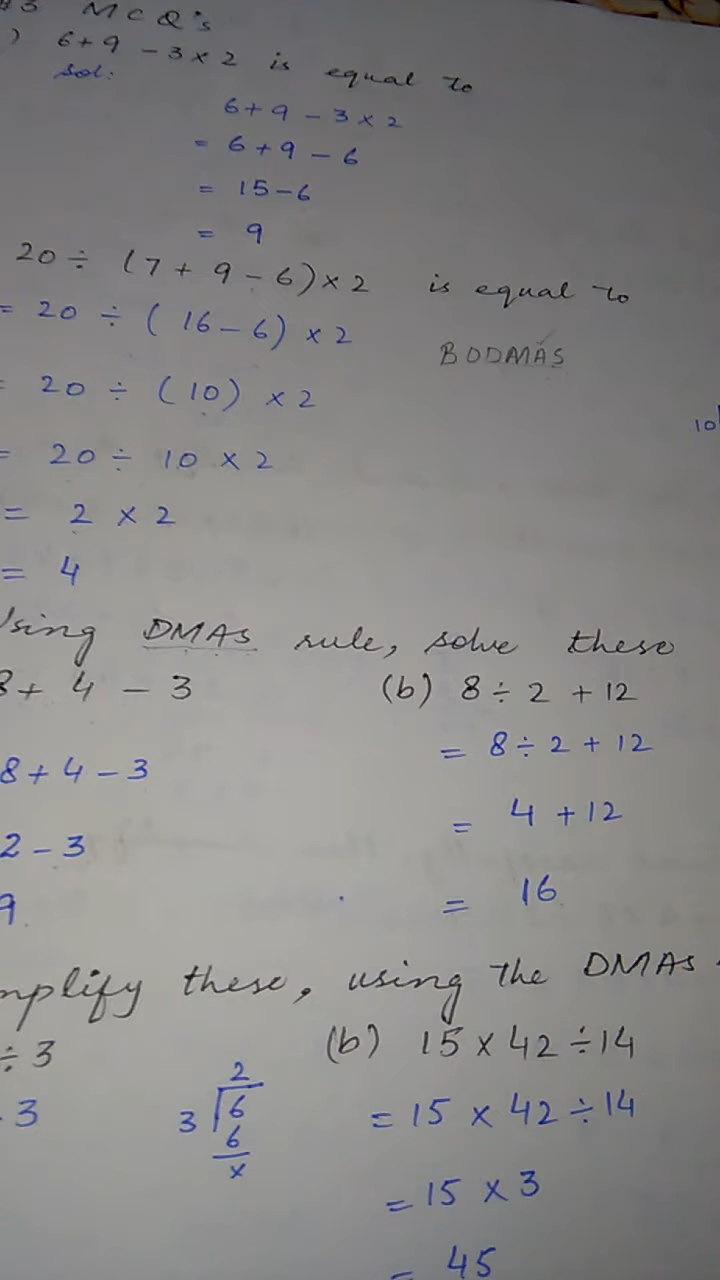 #3 MCQ's
) 6+9 - 3×2 is equal to
Sol:
6+9 - 3×2
= 6+9 - 6
= 15-6
= 9
20 ÷ (7 + 9 - 6) × 2 is equal to
= 20 ÷ (16-6) × 2
BODMAS
= 20 ÷ (10) × 2
10
= 20 ÷ 10 × 2
= 2 × 2
= 4
Using DMAS rule, solve these
8+ 4 - 3
8+4-3
2-3
9
(b) 8÷2 +12
= 8÷2+12
= 4 +12
= 16
mplify these, using the DMAS
÷3
3
3 2
6
6
×
(b) 15×42÷14
= 15 × 42 ÷14
= 15 ×3
= 45